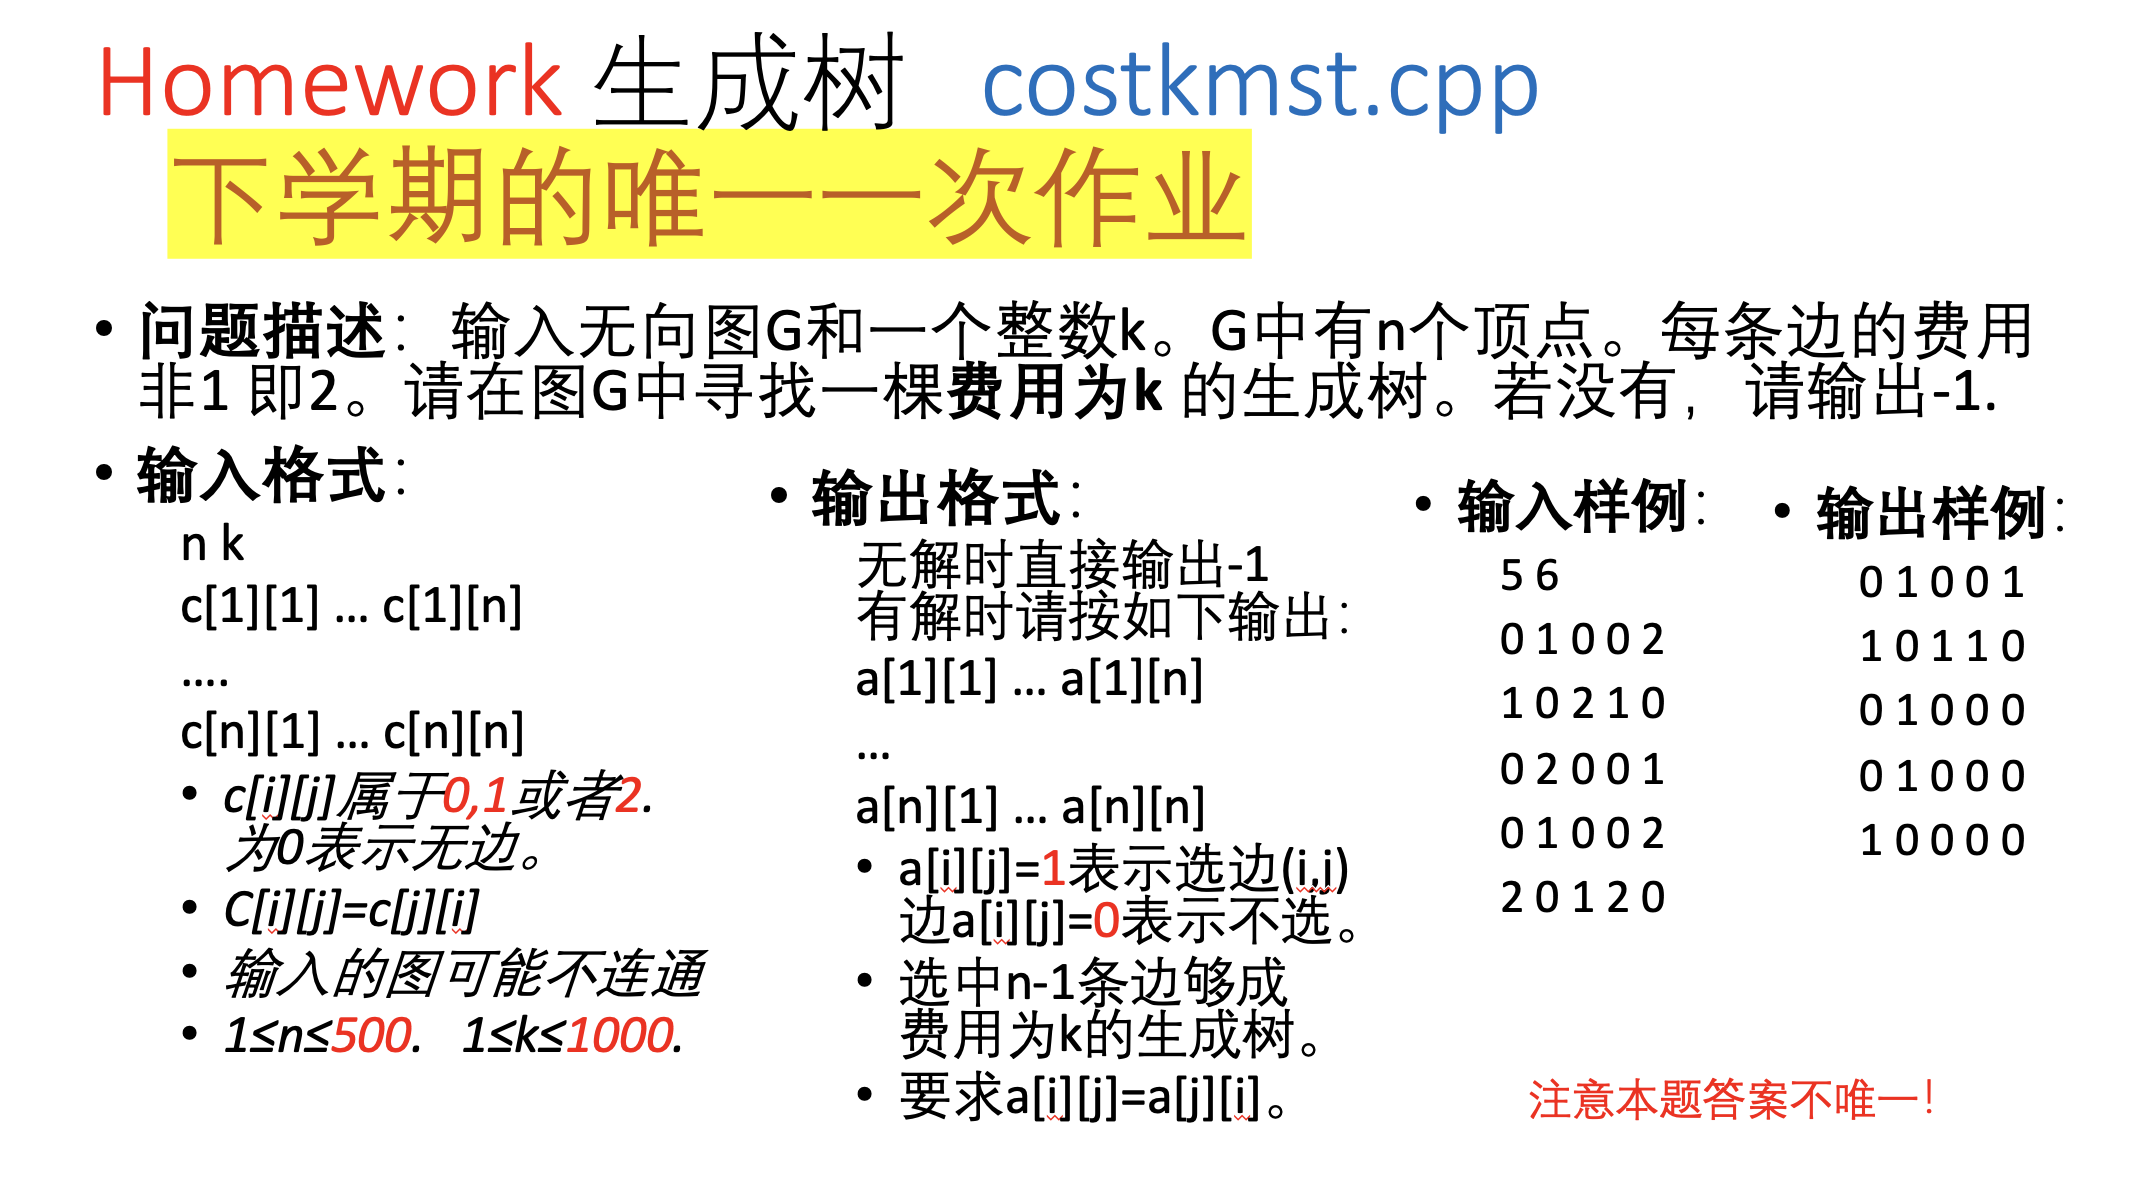 Homework 生成树 costkmst.cpp
下学期的唯一一次作业
• 问题描述：输入无向图G和一个整数k。G中有n个顶点。每条边的费用
非1 即2。请在图G中寻找一棵费用为k 的生成树。若没有，请输出-1.
• 输入格式：
n k
c[1][1] ... c[1][n]
....
c[n][1] ... c[n][n]
• c[i][j]属于0,1或者2.
为0表示无边。
• C[i][j]=c[j][i]
• 输入的图可能不连通
• 1≤n≤500. 1≤k≤1000.
• 输出格式：
无解时直接输出-1
有解时请按如下输出：
a[1][1] ... a[1][n]
...
a[n][1] ... a[n][n]
• a[i][j]=1表示选边(i,j)
边a[i][j]=0表示不选。
• 选中n-1条边够成
费用为k的生成树。
• 要求a[i][j]=a[j][i]。
• 输入样例：
5 6
0 1 0 0 2
1 0 2 1 0
0 2 0 0 1
0 1 0 0 2
2 0 1 2 0
• 输出样例：
0 1 0 0 1
1 0 1 1 0
0 1 0 0 0
0 1 0 0 0
1 0 0 0 0
注意本题答案不唯一！